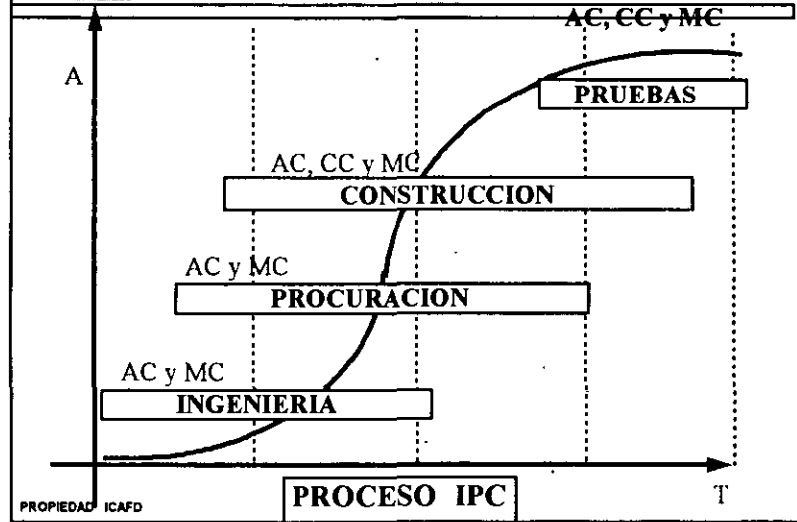 AC, CC y MC
A
PRUEBAS
AC, CC y MC
CONSTRUCCION
AC y MC
PROCURACION
AC y MC
INGENIERIA
T
PROCESO IPC
PROPIEDAD ICAFD